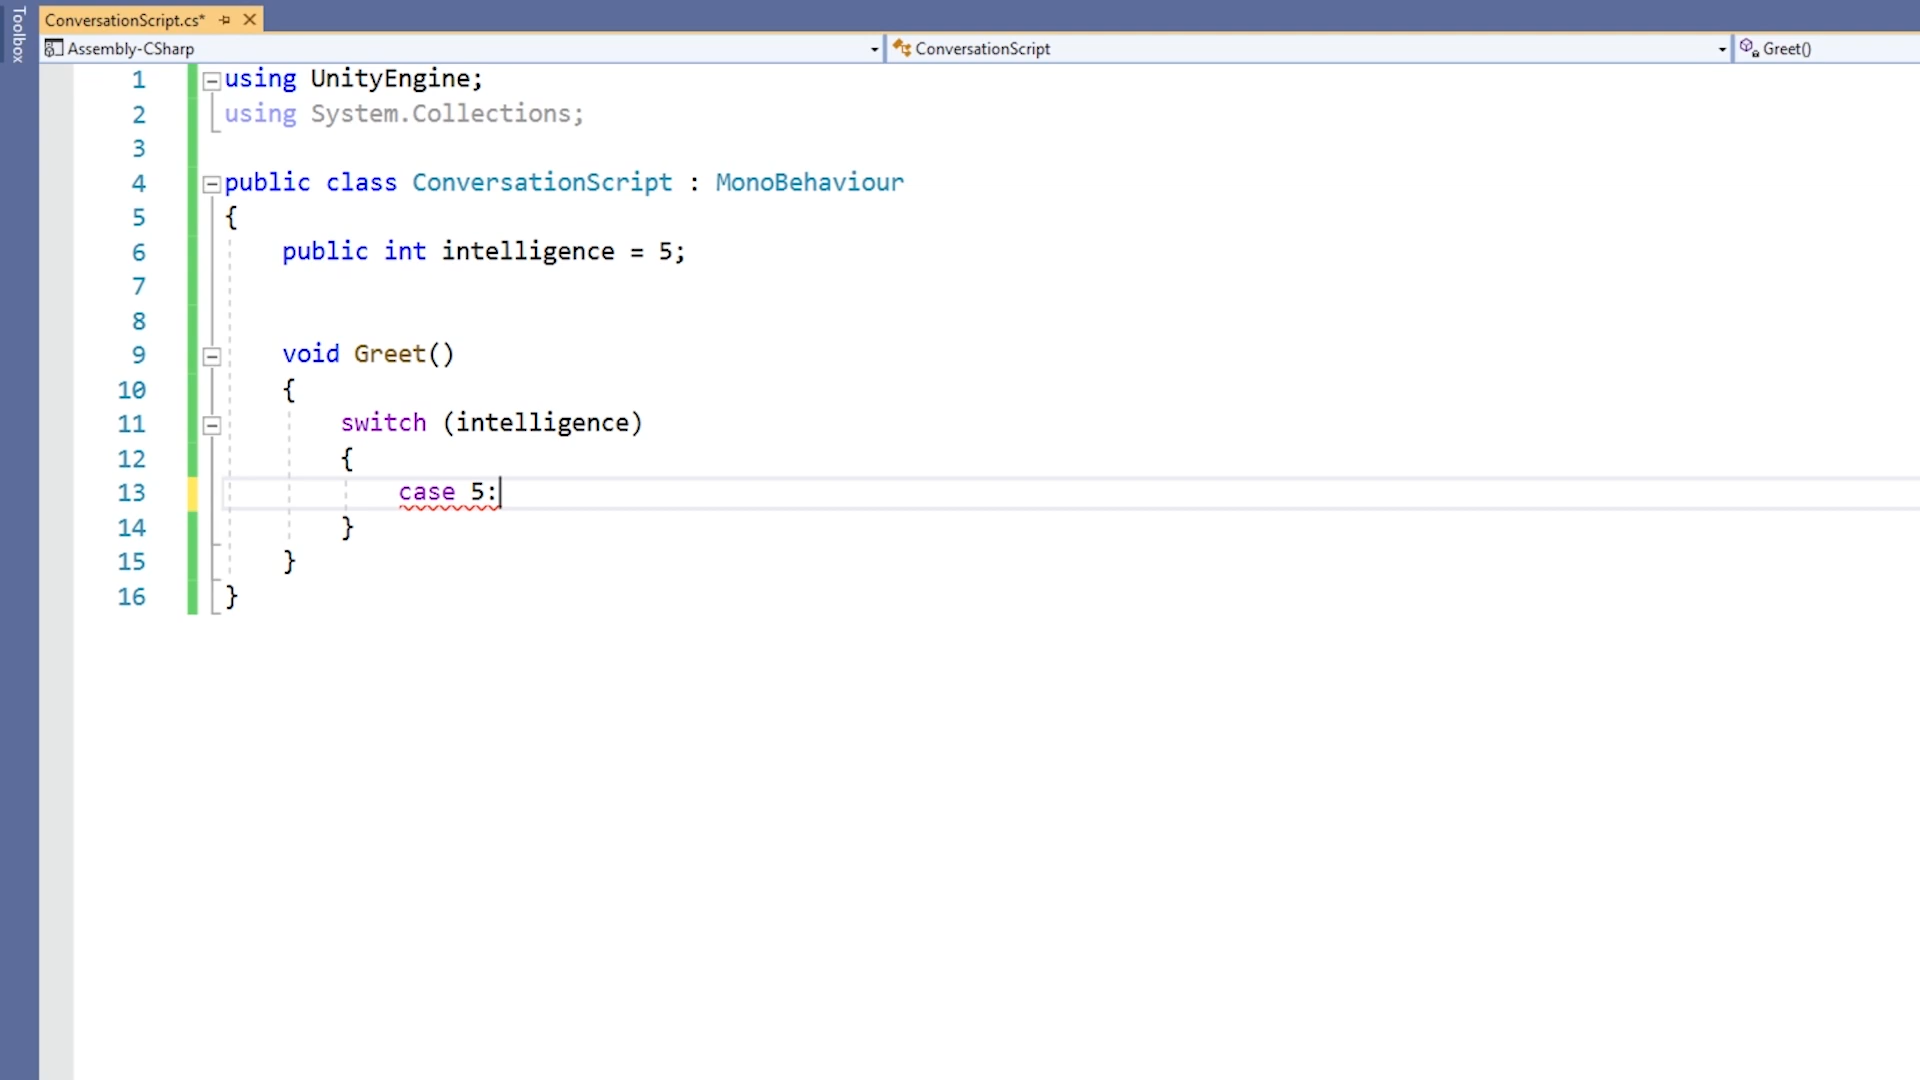 Toolbox
ConversationScript.cs*
Assembly-CSharp ConversationScript Greet()
1 using UnityEngine;
2 using System.Collections;
3
4 public class ConversationScript : MonoBehaviour
5 {
6 public int intelligence = 5;
7
8
9 void Greet()
10 {
11 switch (intelligence)
12 {
13 case 5:
14 }
15 }
16 }